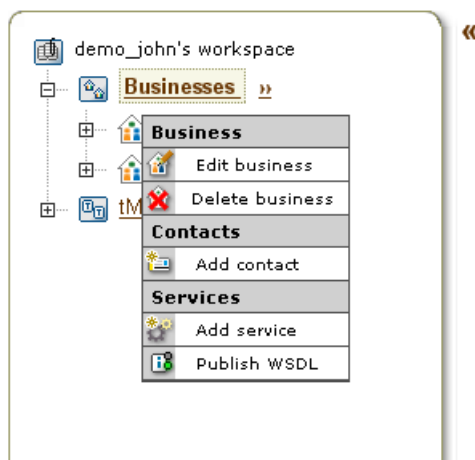 «
demo_john's workspace
Businesses »
Business
Edit business
Delete business
tM
Contacts
Add contact
Services
Add service
Publish WSDL